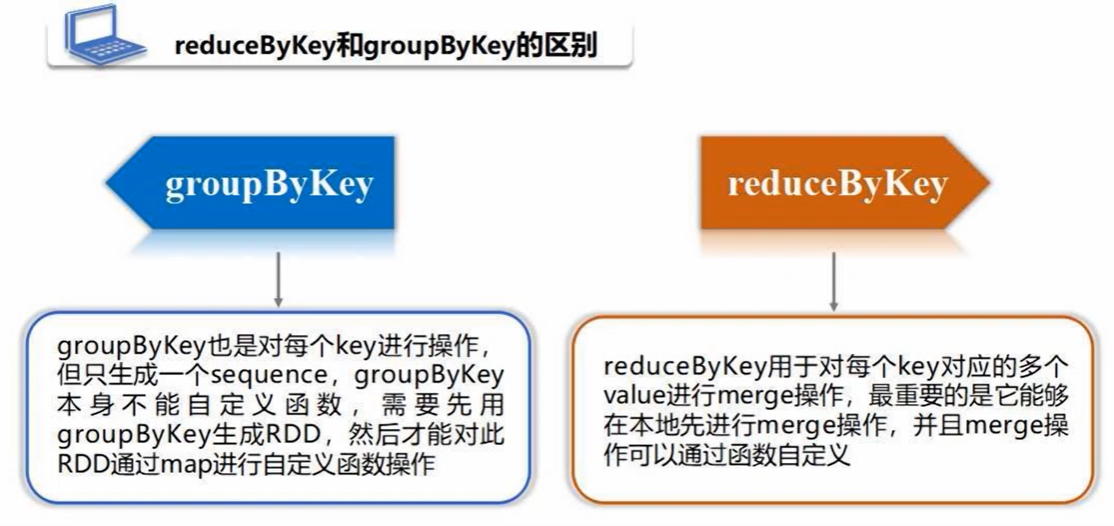 reduceByKey和groupByKey的区别
groupByKey
reduceByKey
groupByKey也是对每个key进行操作，
但只生成一个sequence，groupByKey
本身不能自定义函数，需要先用
groupByKey生成RDD，然后才能对此
RDD通过map进行自定义函数操作
reduceByKey用于对每个key对应的多个
value进行merge操作，最重要的是它能够
在本地先进行merge操作，并且merge操
作可以通过函数自定义